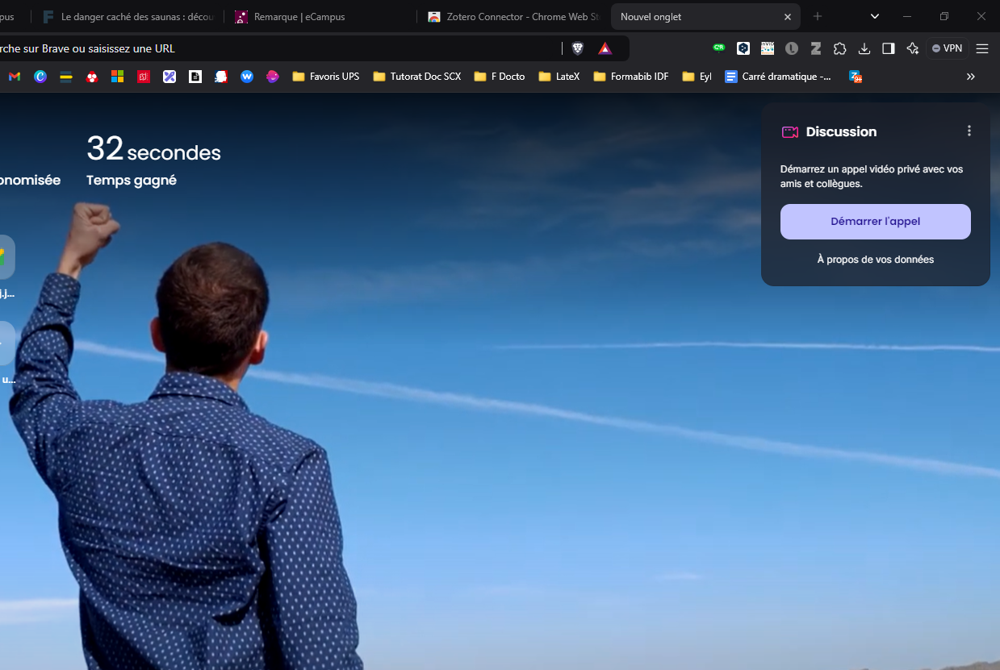 pus
Le danger caché des saunas : décou
Remarque | eCampus
Zotero Connector - Chrome Web St
Nouvel onglet
rche sur Brave ou saisissez une URL
VPN
Favoris UPS
Tutorat Doc SCX
F Docto
LateX
Formabib IDF
Eyl
Carré dramatique -...
9+
32 secondes
onomisée
Temps gagné
Discussion
Démarrez un appel vidéo privé avec vos
amis et collègues.
Démarrer l'appel
À propos de vos données
j.j...
u...